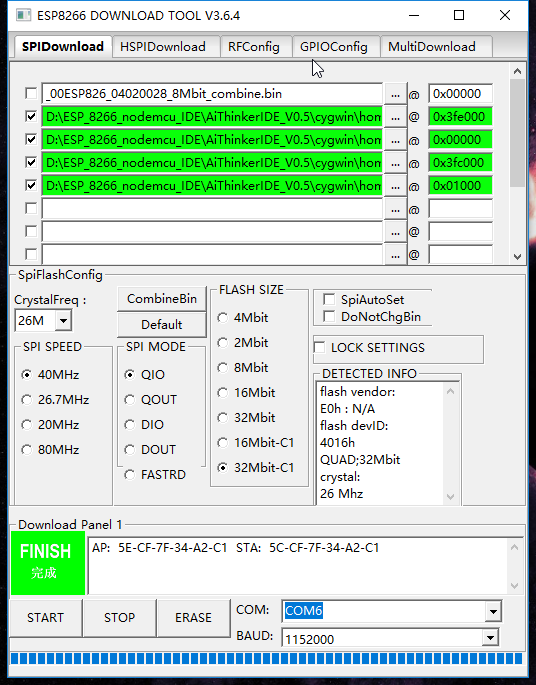 ESP8266 DOWNLOAD TOOL V3.6.4
SPIDownload HSPIDownload RFConfig GPIOConfig MultiDownload
_00ESP826_04020028_8Mbit_combine.bin ... @ 0x00000
D:\ESP_8266_nodemcu_IDE\AiThinkerIDE_V0.5\cygwin\hom ... @ 0x3fe000
D:\ESP_8266_nodemcu_IDE\AiThinkerIDE_V0.5\cygwin\hom ... @ 0x00000
D:\ESP_8266_nodemcu_IDE\AiThinkerIDE_V0.5\cygwin\hom ... @ 0x3fc000
D:\ESP_8266_nodemcu_IDE\AiThinkerIDE_V0.5\cygwin\hom ... @ 0x01000
... @
... @
... @
SpiFlashConfig
CrystalFreq :
26M
CombineBin
Default
SPI SPEED
40MHz
26.7MHz
20MHz
80MHz
SPI MODE
QIO
QOUT
DIO
DOUT
FASTRD
FLASH SIZE
4Mbit
2Mbit
8Mbit
16Mbit
32Mbit
16Mbit-C1
32Mbit-C1
SpiAutoSet
DoNotChgBin
LOCK SETTINGS
DETECTED INFO
flash vendor:
E0h : N/A
flash devID:
4016h
QUAD;32Mbit
crystal:
26 Mhz
Download Panel 1
FINISH
完成
AP: 5E-CF-7F-34-A2-C1 STA: 5C-CF-7F-34-A2-C1
START STOP ERASE
COM: COM6
BAUD: 1152000